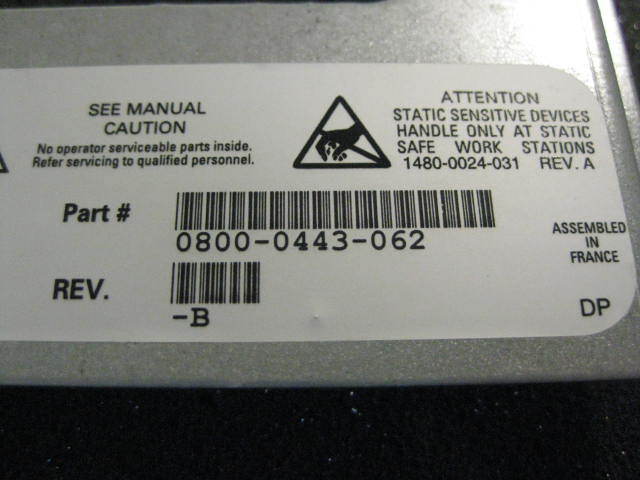 SEE MANUAL
CAUTION
No operator serviceable parts inside.
Refer servicing to qualified personnel.
ATTENTION
STATIC SENSITIVE DEVICES
HANDLE ONLY AT STATIC
SAFE WORK STATIONS
1480-0024-031 REV. A
Part #
0800-0443-062
REV.
-B
ASSEMBLED
IN
FRANCE
DP